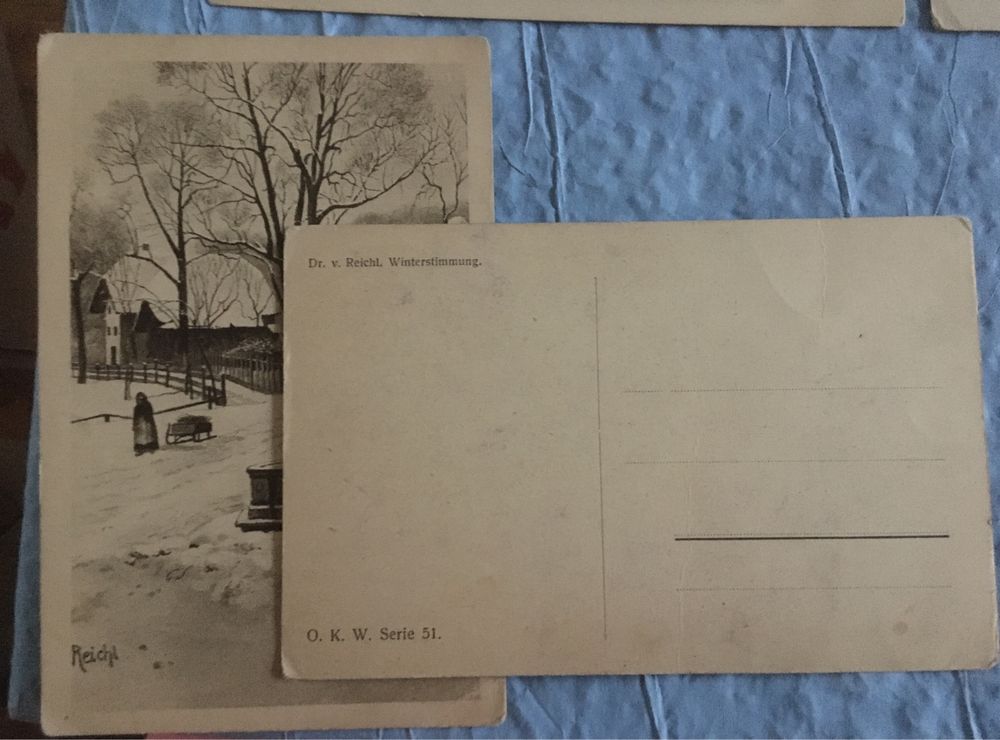 Dr. v. Reichl. Winterstimmung.
O. K. W. Serie 51.
Reichl